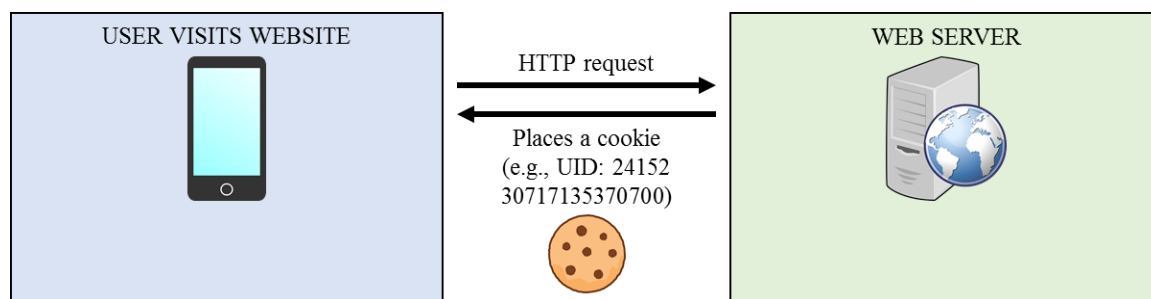 USER VISITS WEBSITE
HTTP request
Places a cookie
(e.g., UID: 24152
30717135370700)
WEB SERVER